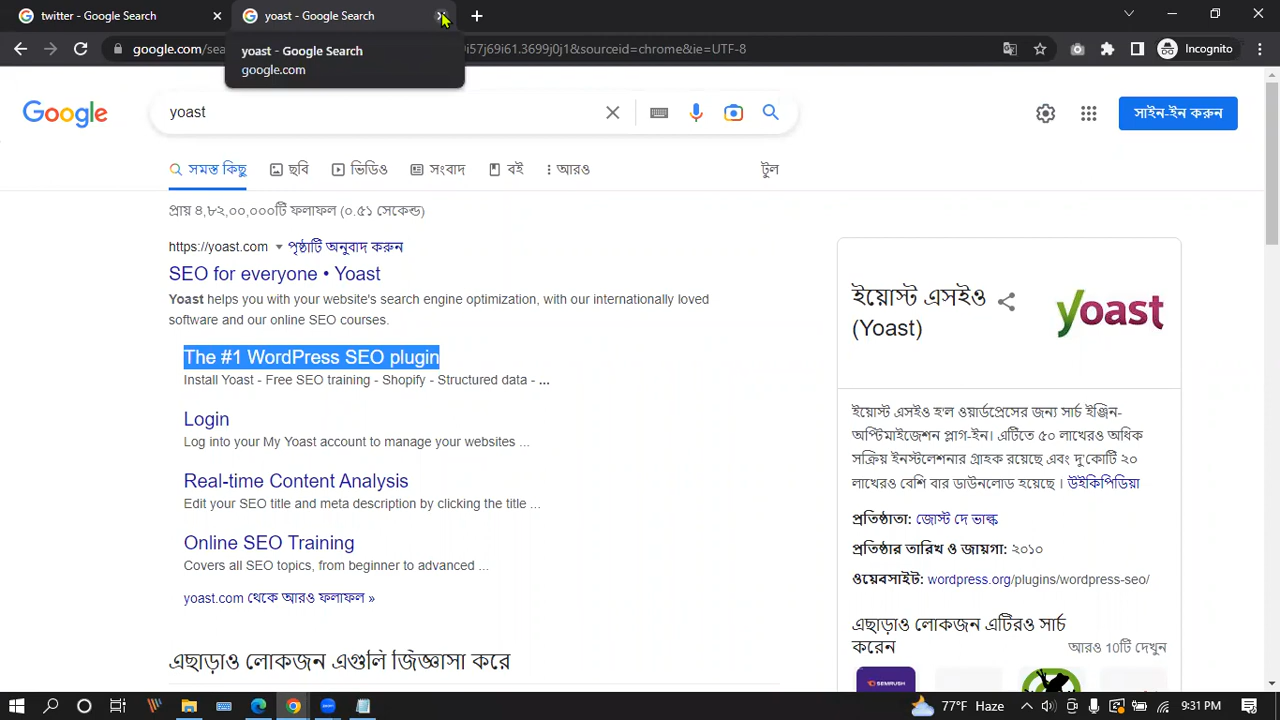 twitter - Google Search
yoast - Google Search
google.com/sea
i57j69i61.3699j0j1&sourceid=chrome&ie=UTF-8
Incognito
yoast - Google Search
google.com
Google
yoast
সাইন-ইন করুন
সমস্ত কিছু
ছবি
ভিডিও
সংবাদ
বই
আরও
টুল
প্রায় ৪,৮২,০০,০০০টি ফলাফল (০.৫১ সেকেন্ড)
https://yoast.com পৃষ্ঠাটি অনুবাদ করুন
SEO for everyone • Yoast
Yoast helps you with your website's search engine optimization, with our internationally loved
software and our online SEO courses.
The #1 WordPress SEO plugin
Install Yoast - Free SEO training - Shopify - Structured data - ...
Login
Log into your My Yoast account to manage your websites ...
Real-time Content Analysis
Edit your SEO title and meta description by clicking the title ...
Online SEO Training
Covers all SEO topics, from beginner to advanced ...
yoast.com থেকে আরও ফলাফল »
এছাড়াও লোকজন এগুলি জিজ্ঞাসা করে
ইয়োস্ট এসইও
(Yoast)
yoast
ইয়োস্ট এসইও হ'ল ওয়ার্ডপ্রেসের জন্য সার্চ ইঞ্জিন-
অপ্টিমাইজেশন প্লাগ-ইন। এটিতে ৫০ লাখেরও অধিক
সক্রিয় ইনস্টলেশনার গ্রাহক রয়েছে এবং দু'কোটি ২০
লাখেরও বেশি বার ডাউনলোড হয়েছে । উইকিপিডিয়া
প্রতিষ্ঠাতা: জোস্ট দে ভাল্ক
প্রতিষ্ঠার তারিখ ও জায়গা: ২০১০
ওয়েবসাইট: wordpress.org/plugins/wordpress-seo/
এছাড়াও লোকজন এটিরও সার্চ
করেন
আরও 10টি দেখুন
SEMRUSH
77°F Haze
9:31 PM